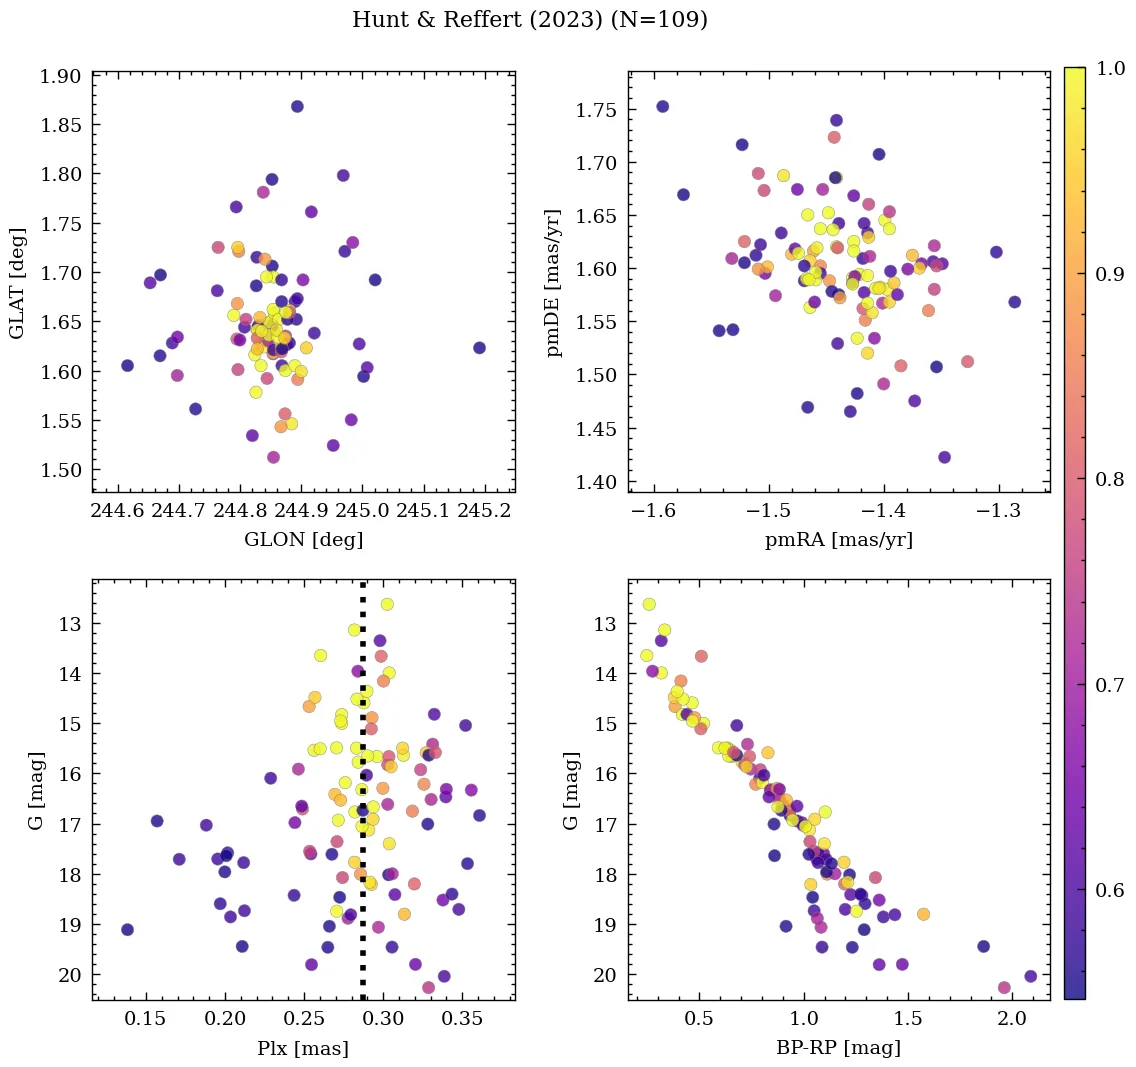 Hunt & Reffert (2023) (N=109)
1.90
1.85
1.80
1.75
1.70
1.65
1.60
1.55
1.50
GLAT [deg]
244.6 244.7 244.8 244.9 245.0 245.1 245.2
GLON [deg]
1.75
1.70
1.65
1.60
1.55
1.50
1.45
1.40
pmDE [mas/yr]
−1.6 −1.5 −1.4 −1.3
pmRA [mas/yr]
1.0
0.9
0.8
0.7
0.6
13
14
15
16
17
18
19
20
G [mag]
0.15 0.20 0.25 0.30 0.35
Plx [mas]
13
14
15
16
17
18
19
20
G [mag]
0.5 1.0 1.5 2.0
BP-RP [mag]